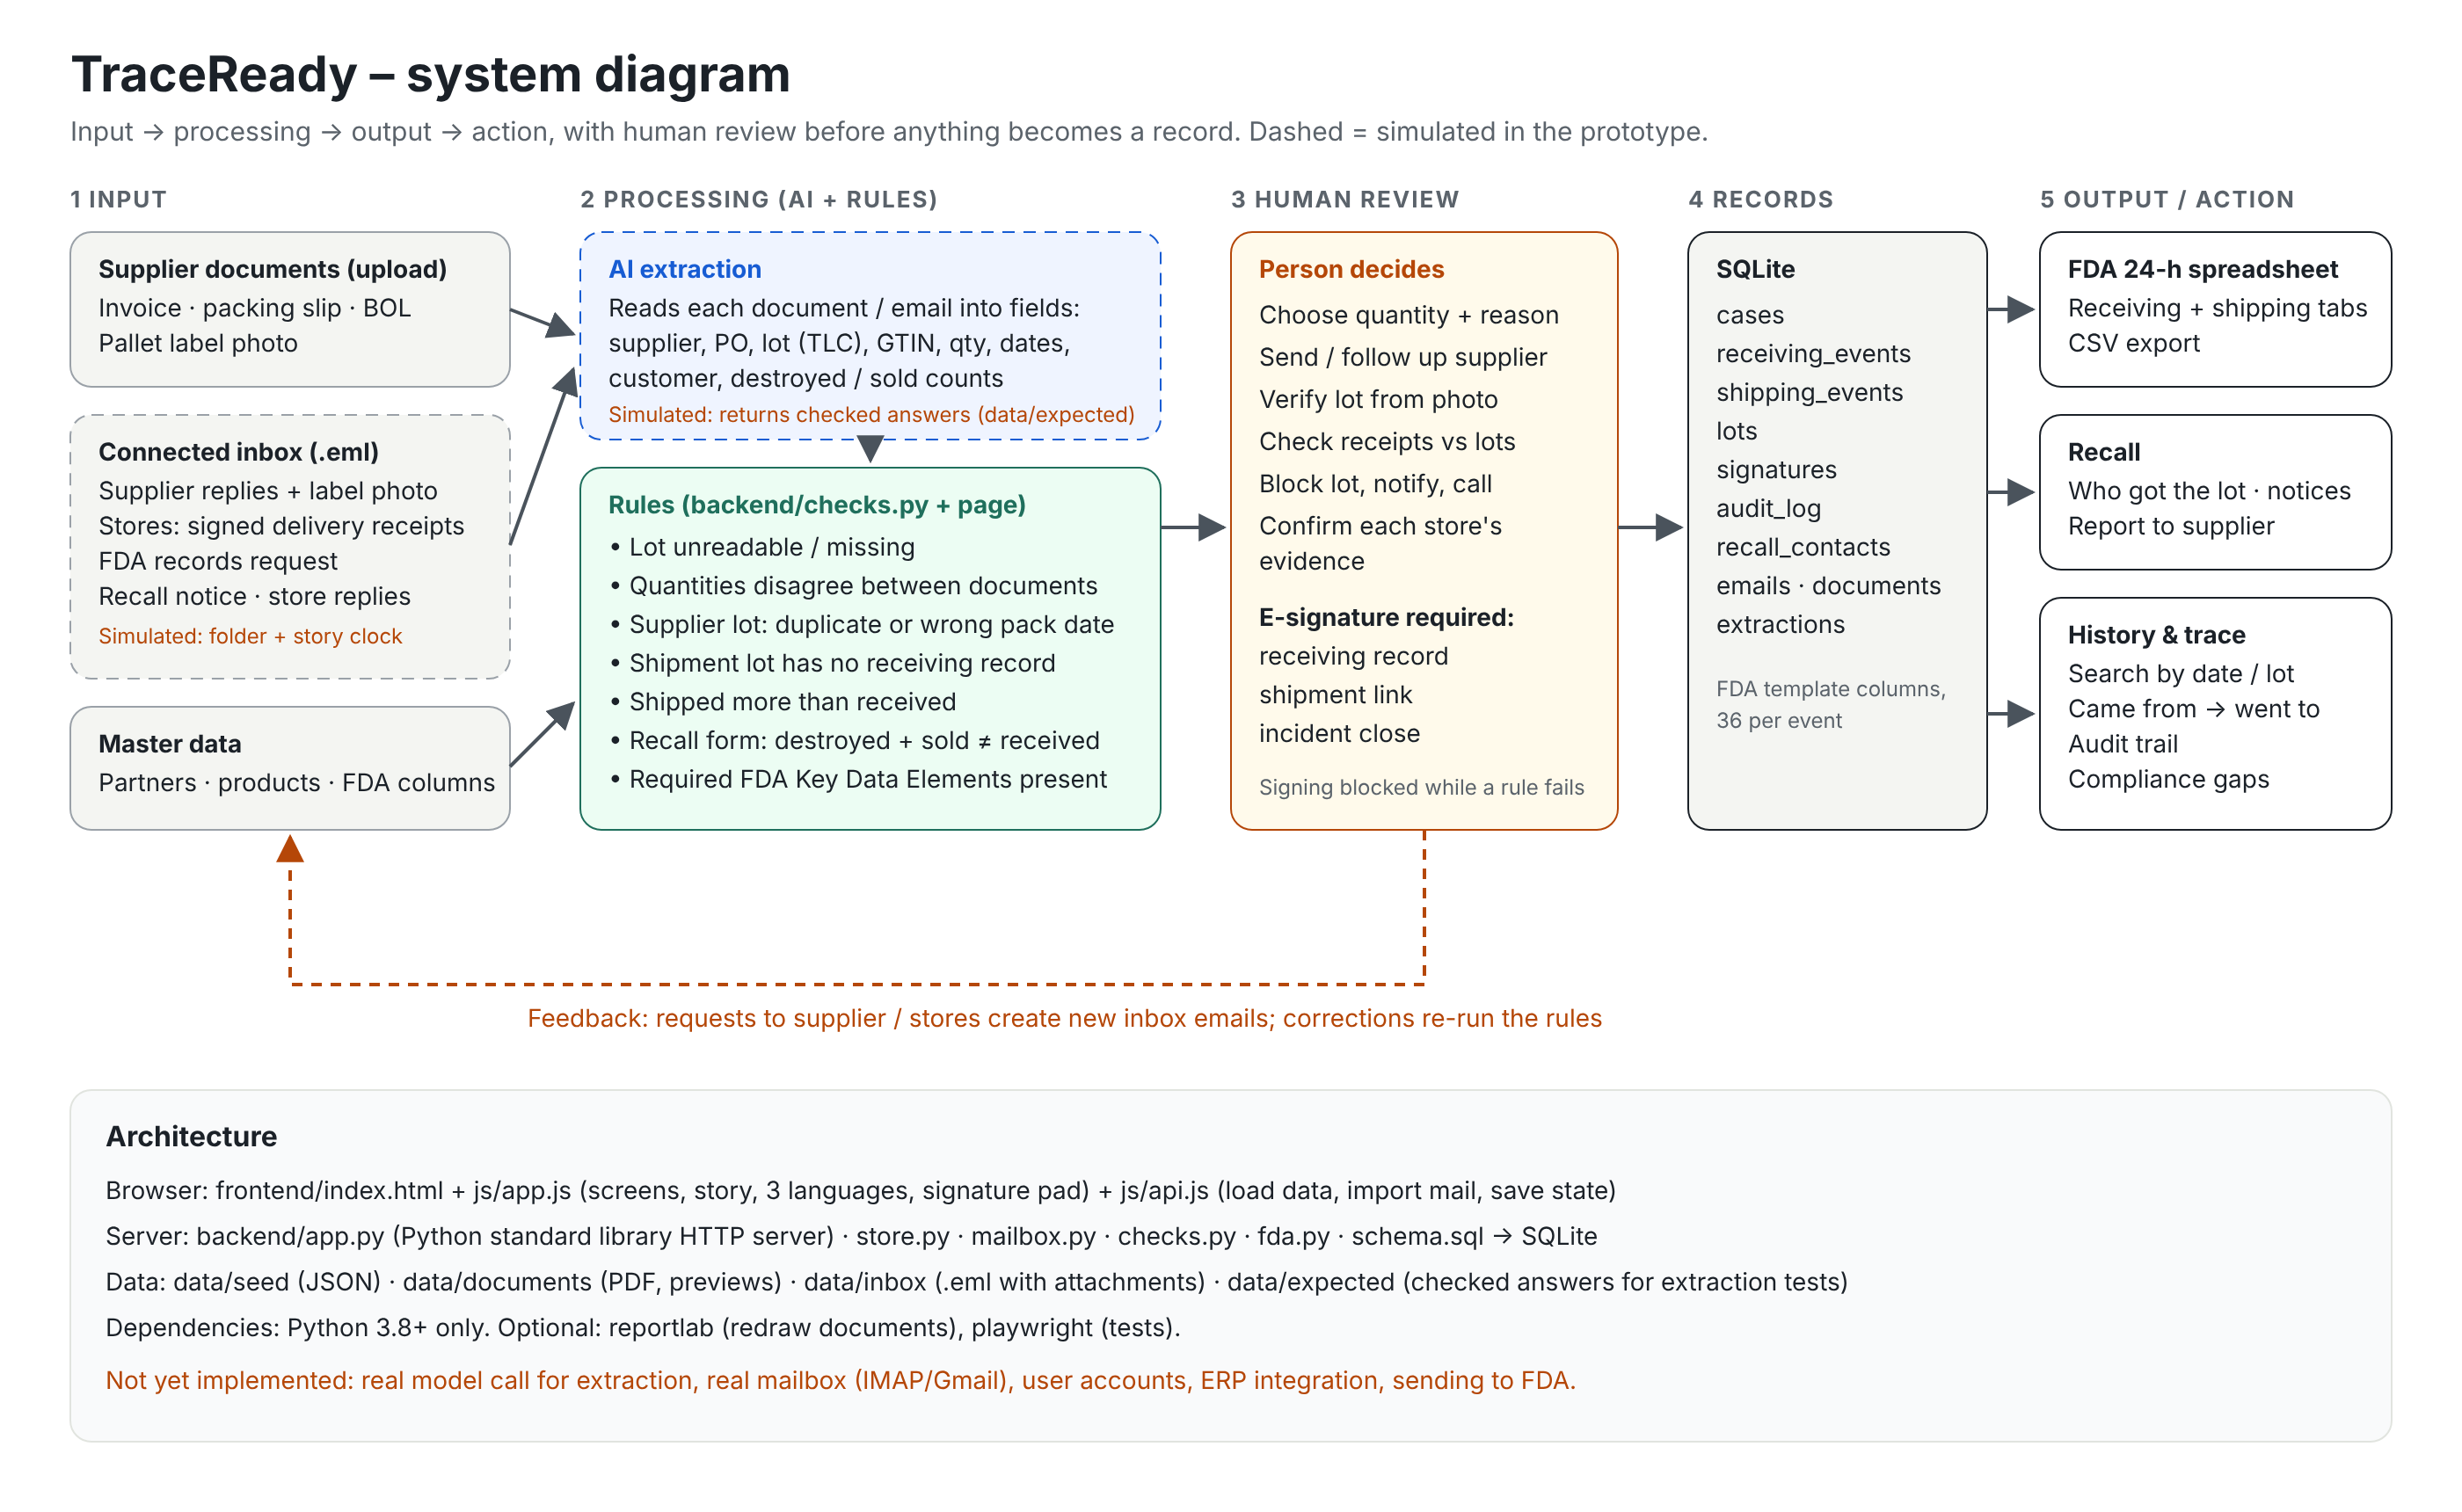 TraceReady – system diagram
Input → processing → output → action, with human review before anything becomes a record. Dashed = simulated in the prototype.
1 INPUT
Supplier documents (upload)
Invoice · packing slip · BOL
Pallet label photo
Connected inbox (.eml)
Supplier replies + label photo
Stores: signed delivery receipts
FDA records request
Recall notice · store replies
Simulated: folder + story clock
Master data
Partners · products · FDA columns
2 PROCESSING (AI + RULES)
AI extraction
Reads each document / email into fields:
supplier, PO, lot (TLC), GTIN, qty, dates,
customer, destroyed / sold counts
Simulated: returns checked answers (data/expected)
Rules (backend/checks.py + page)
• Lot unreadable / missing
• Quantities disagree between documents
• Supplier lot: duplicate or wrong pack date
• Shipment lot has no receiving record
• Shipped more than received
• Recall form: destroyed + sold ≠ received
• Required FDA Key Data Elements present
3 HUMAN REVIEW
Person decides
Choose quantity + reason
Send / follow up supplier
Verify lot from photo
Check receipts vs lots
Block lot, notify, call
Confirm each store's
evidence
E-signature required:
receiving record
shipment link
incident close
Signing blocked while a rule fails
4 RECORDS
SQLite
cases
receiving_events
shipping_events
lots
signatures
audit_log
recall_contacts
emails · documents
extractions
FDA template columns,
36 per event
5 OUTPUT / ACTION
FDA 24-h spreadsheet
Receiving + shipping tabs
CSV export
Recall
Who got the lot · notices
Report to supplier
History & trace
Search by date / lot
Came from → went to
Audit trail
Compliance gaps
Feedback: requests to supplier / stores create new inbox emails; corrections re-run the rules
Architecture
Browser: frontend/index.html + js/app.js (screens, story, 3 languages, signature pad) + js/api.js (load data, import mail, save state)
Server: backend/app.py (Python standard library HTTP server) · store.py · mailbox.py · checks.py · fda.py · schema.sql → SQLite
Data: data/seed (JSON) · data/documents (PDF, previews) · data/inbox (.eml with attachments) · data/expected (checked answers for extraction tests)
Dependencies: Python 3.8+ only. Optional: reportlab (redraw documents), playwright (tests).
Not yet implemented: real model call for extraction, real mailbox (IMAP/Gmail), user accounts, ERP integration, sending to FDA.